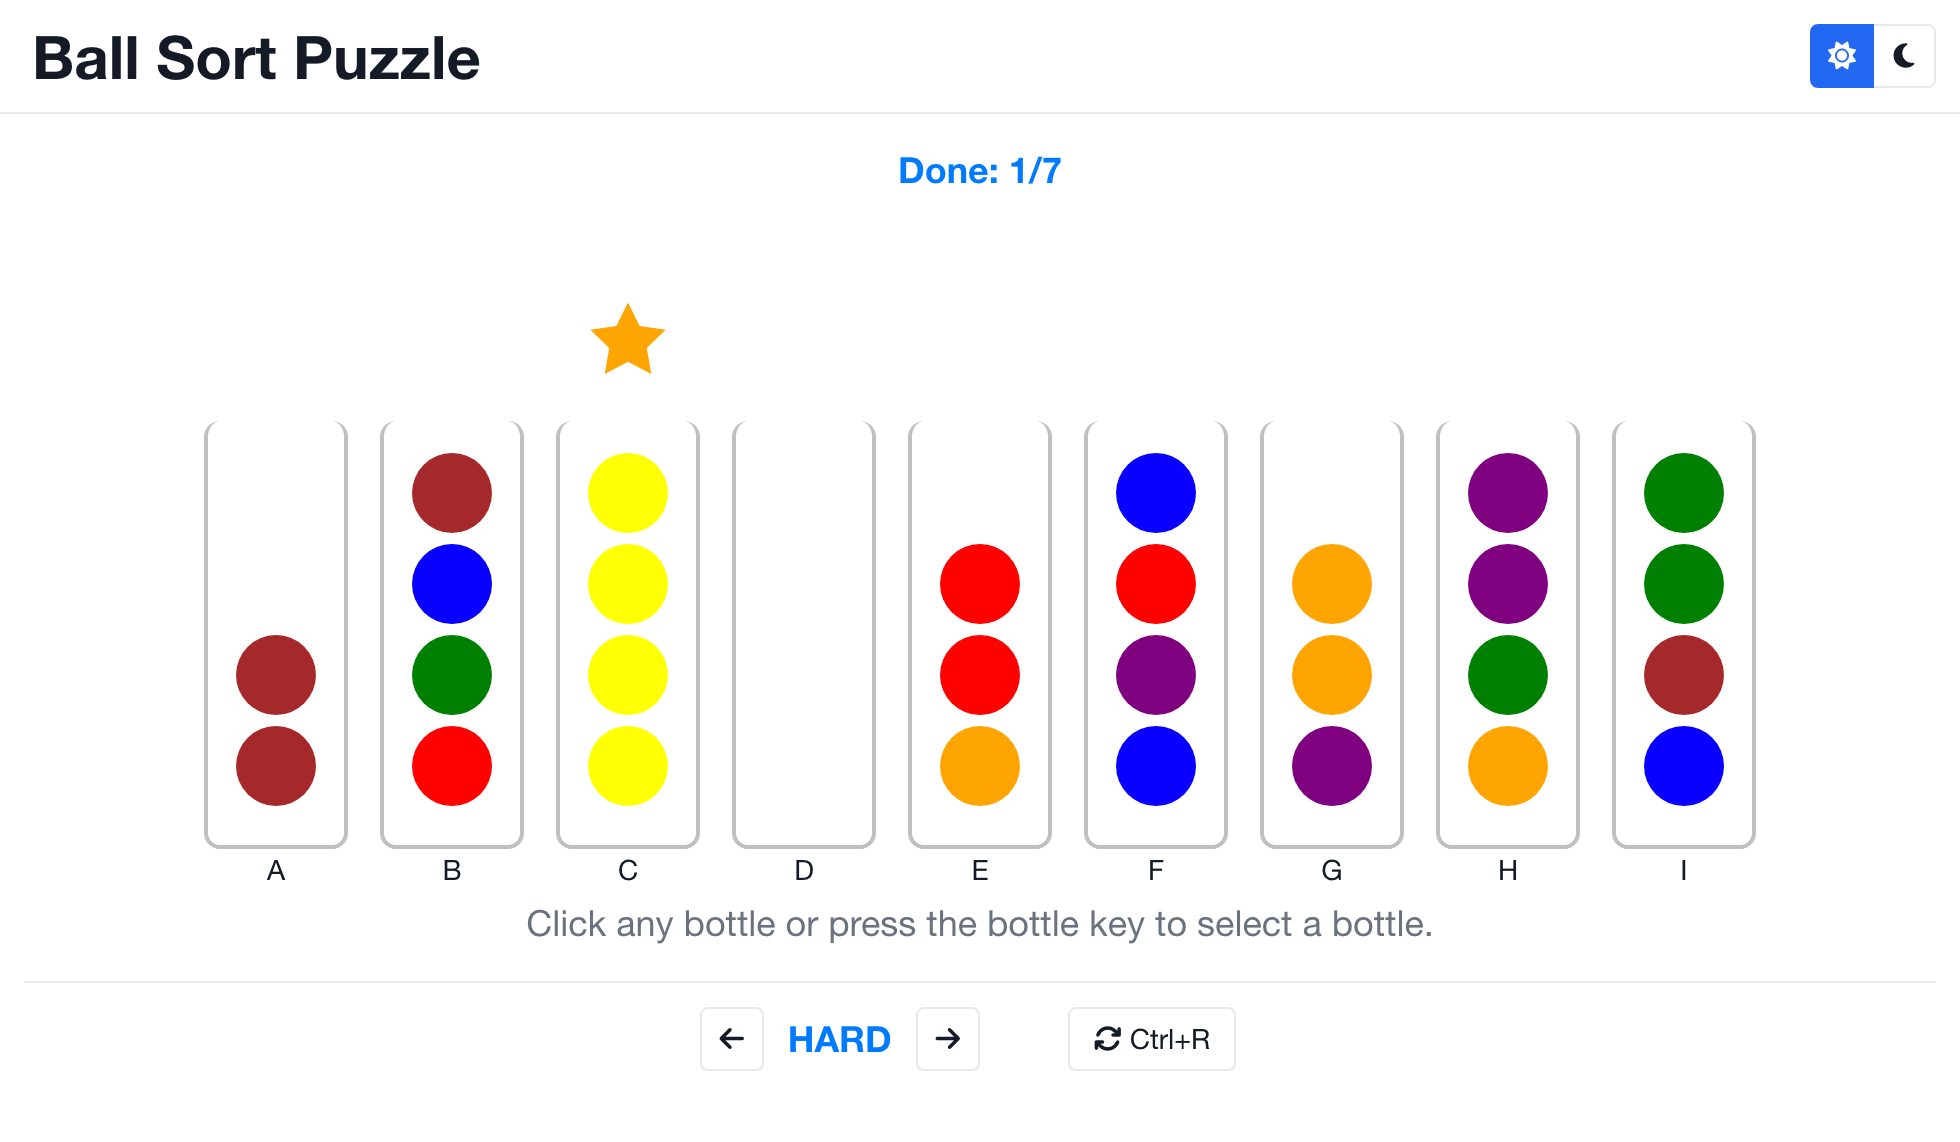 Ball Sort Puzzle
Done: 1/7
A B C D E F G H I
Click any bottle or press the bottle key to select a bottle.
HARD
Ctrl+R